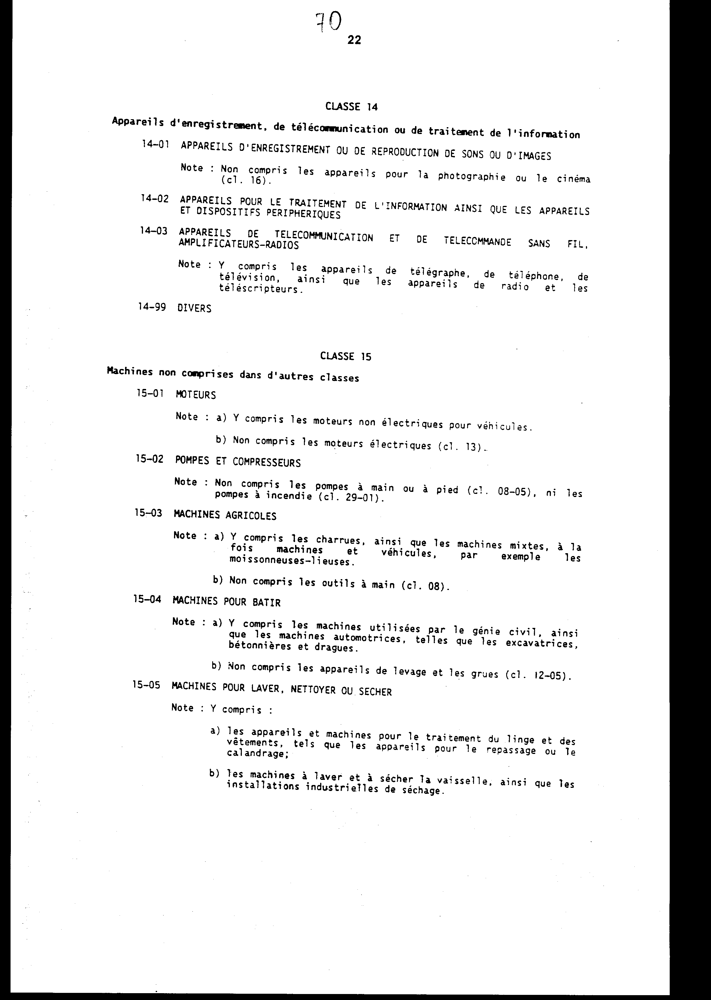 70
22
CLASSE 14
Appareils d'enregistrement, de télécommunication ou de traitement de l'information
14-01 APPAREILS D'ENREGISTREMENT OU DE REPRODUCTION DE SONS OU D'IMAGES
Note : Non compris les appareils pour la photographie ou le cinéma
(cl. 16).
14-02 APPAREILS POUR LE TRAITEMENT DE L'INFORMATION AINSI QUE LES APPAREILS
ET DISPOSITIFS PERIPHERIQUES
14-03 APPAREILS DE TELECOMMUNICATION ET DE TELECOMMANDE SANS FIL,
AMPLIFICATEURS-RADIOS
Note : Y compris les appareils de télégraphe, de téléphone, de
télévision, ainsi que les appareils de radio et les
téléscripteurs.
14-99 DIVERS
CLASSE 15
Machines non comprises dans d'autres classes
15-01 MOTEURS
Note : a) Y compris les moteurs non électriques pour véhicules.
b) Non compris les moteurs électriques (cl. 13).
15-02 POMPES ET COMPRESSEURS
Note : Non compris les pompes à main ou à pied (cl. 08-05), ni les
pompes à incendie (cl. 29-01).
15-03 MACHINES AGRICOLES
Note : a) Y compris les charrues, ainsi que les machines mixtes, à la
fois machines et véhicules, par exemple les
moissonneuses-lieuses.
b) Non compris les outils à main (cl. 08).
15-04 MACHINES POUR BATIR
Note : a) Y compris les machines utilisées par le génie civil, ainsi
que les machines automotrices, telles que les excavatrices,
bétonnières et dragues.
b) Non compris les appareils de levage et les grues (cl. 12-05).
15-05 MACHINES POUR LAVER, NETTOYER OU SECHER
Note : Y compris :
a) les appareils et machines pour le traitement du linge et des
vêtements, tels que les appareils pour le repassage ou le
calandrage;
b) les machines à laver et à sécher la vaisselle, ainsi que les
installations industrielles de séchage.